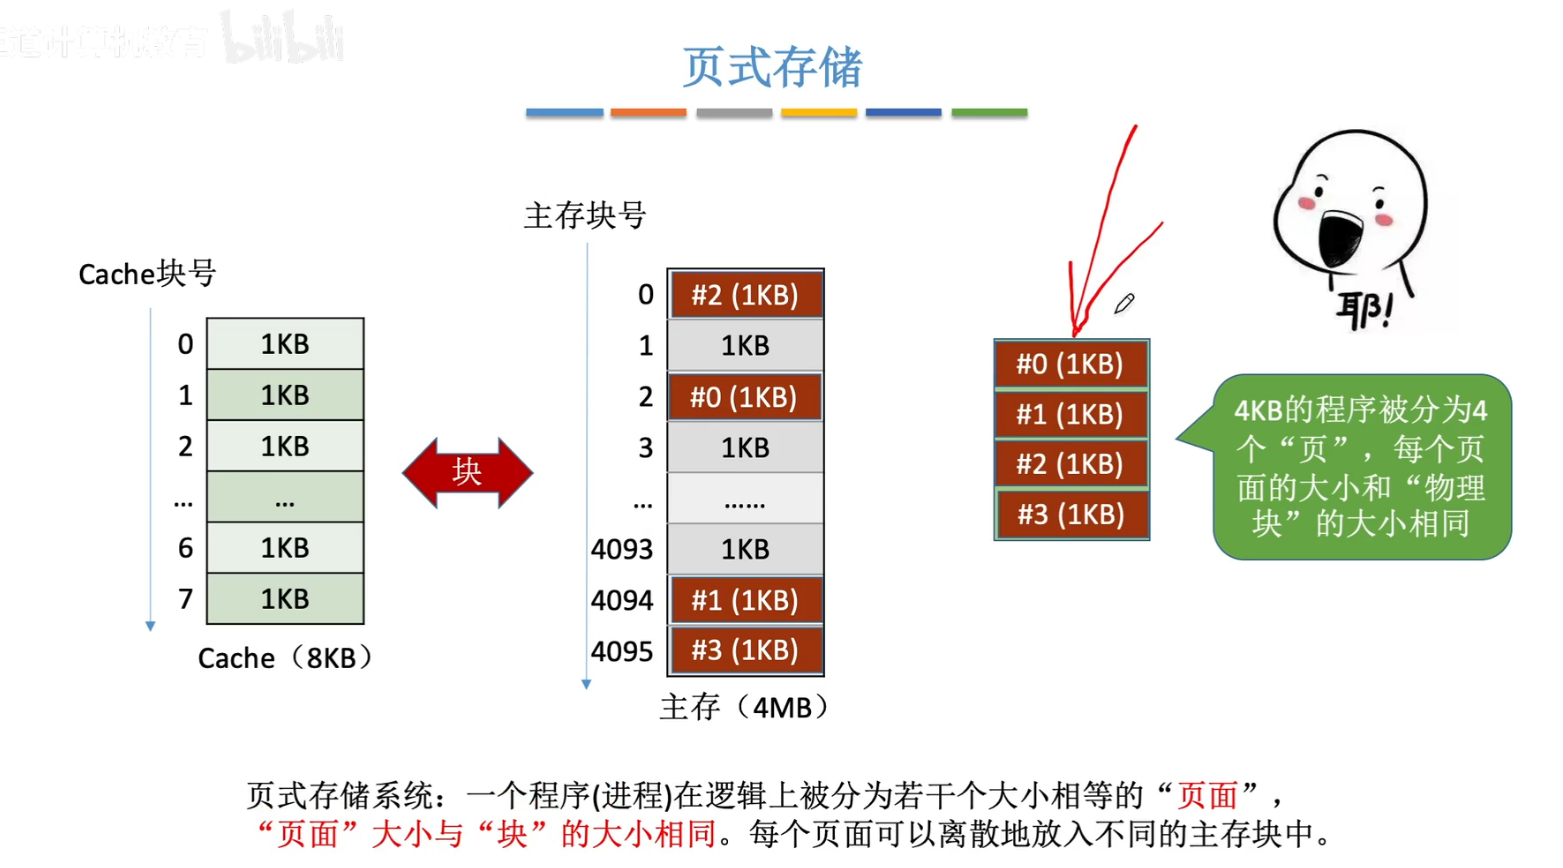 道计算机教育 bilibili
页式存储
主存块号
Cache块号
0
1KB
1
1KB
2
1KB
...
...
6
1KB
7
1KB
Cache（8KB）
块
0
#2 (1KB)
1
1KB
2
#0 (1KB)
3
1KB
...
......
4093
1KB
4094
#1 (1KB)
4095
#3 (1KB)
主存（4MB）
#0 (1KB)
#1 (1KB)
#2 (1KB)
#3 (1KB)
耶!
4KB的程序被分为4
个“页”，每个页
面的大小和“物理
块”的大小相同
页式存储系统：一个程序(进程)在逻辑上被分为若干个大小相等的“页面”，
“页面”大小与“块”的大小相同。每个页面可以离散地放入不同的主存块中。